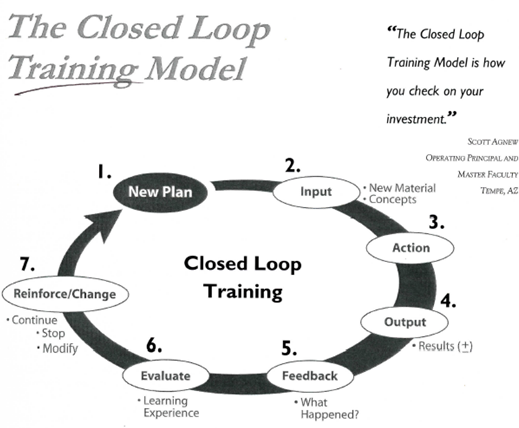 The Closed Loop
Training Model
“The Closed Loop
Training Model is how
you check on your
investment.”
SCOTT AGNEW
OPERATING PRINCIPAL AND
MASTER FACULTY
TEMPE, AZ
1.
New Plan
2.
Input
• New Material
• Concepts
3.
Action
4.
Output
• Results (±)
5.
Feedback
• What
Happened?
6.
Evaluate
• Learning
Experience
7.
Reinforce/Change
• Continue
• Stop
• Modify
Closed Loop
Training